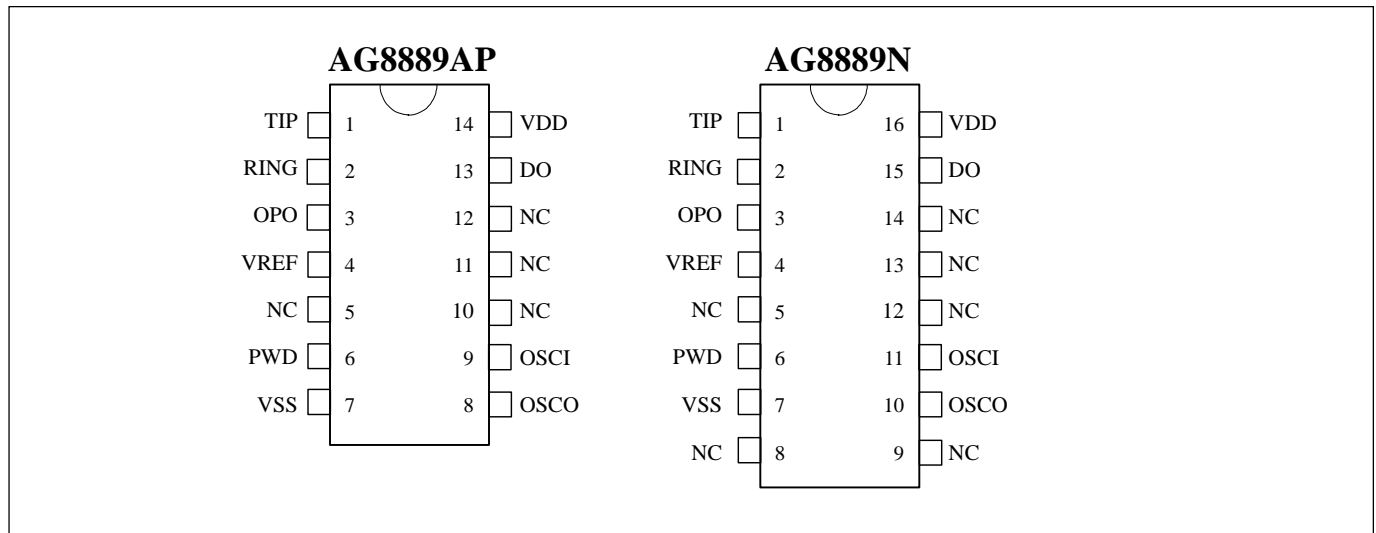 AG8889AP
TIP 1 14 VDD
RING 2 13 DO
OPO 3 12 NC
VREF 4 11 NC
NC 5 10 NC
PWD 6 9 OSCI
VSS 7 8 OSCO
AG8889N
TIP 1 16 VDD
RING 2 15 DO
OPO 3 14 NC
VREF 4 13 NC
NC 5 12 NC
PWD 6 11 OSCI
VSS 7 10 OSCO
NC 8 9 NC